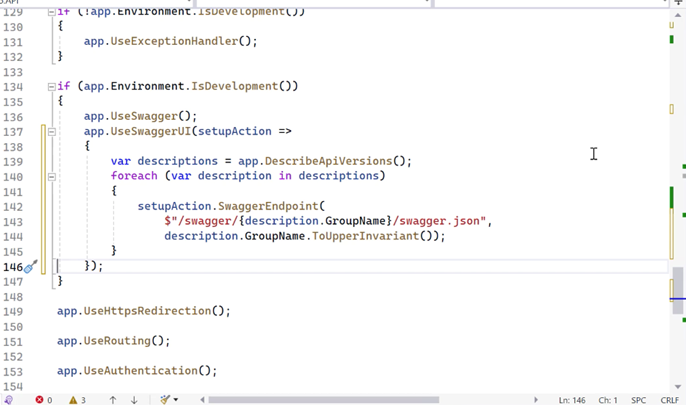 s.API
129 if (!app.Environment.IsDevelopment())
130 {
131 app.UseExceptionHandler();
132 }
133
134 if (app.Environment.IsDevelopment())
135 {
136 app.UseSwagger();
137 app.UseSwaggerUI(setupAction =>
138 {
139 var descriptions = app.DescribeApiVersions();
140 foreach (var description in descriptions)
141 {
142 setupAction.SwaggerEndpoint(
143 $"/swagger/{description.GroupName}/swagger.json",
144 description.GroupName.ToUpperInvariant());
145 }
146 });
147 }
148
149 app.UseHttpsRedirection();
150
151 app.UseRouting();
152
153 app.UseAuthentication();
154
0 3 Ln: 146 Ch: 1 SPC CRLF